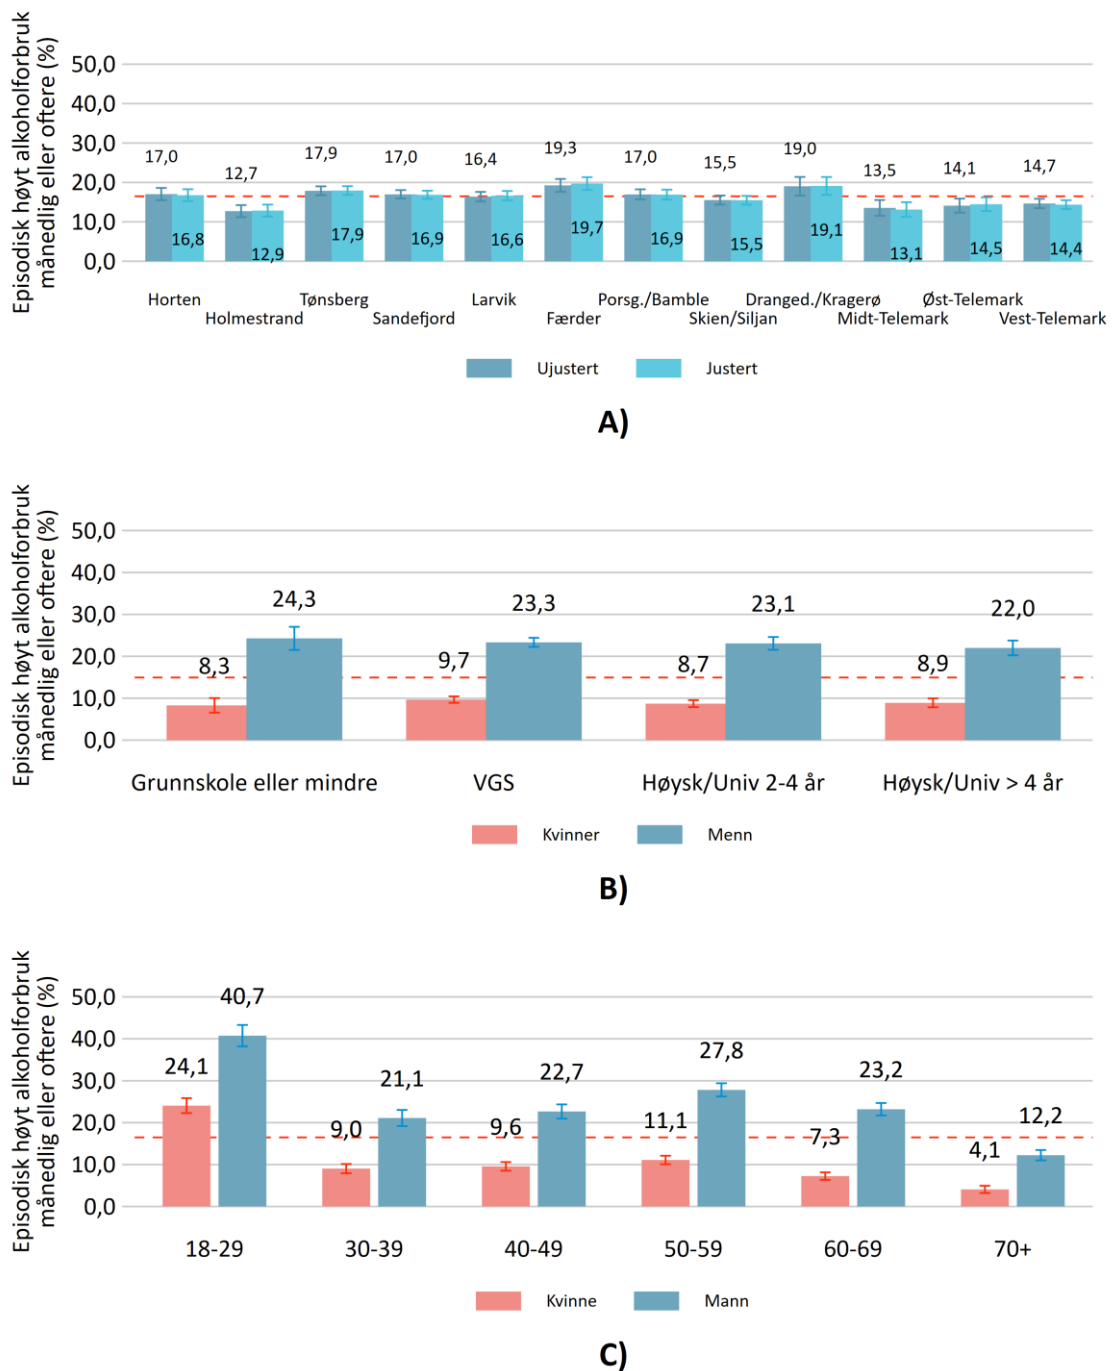 Episodisk høyt alkoholforbruk
månedlig eller oftere (%)
50,0
40,0
30,0
20,0
10,0
0,0
17,0
12,7
17,9
17,0
16,4
19,3
17,0
15,5
19,0
13,5
14,1
14,7
16,8
12,9
17,9
16,9
16,6
19,7
16,9
15,5
19,1
13,1
14,5
14,4
Horten
Holmestrand
Tønsberg
Sandefjord
Larvik
Færder
Porsg./Bamble
Skien/Siljan
Dranged./Kragerø
Midt-Telemark
Øst-Telemark
Vest-Telemark
Ujustert
Justert
A)
Episodisk høyt alkoholforbruk
månedlig eller oftere (%)
50,0
40,0
30,0
20,0
10,0
0,0
8,3
24,3
9,7
23,3
8,7
23,1
8,9
22,0
Grunnskole eller mindre
VGS
Høysk/Univ 2-4 år
Høysk/Univ > 4 år
Kvinner
Menn
B)
Episodisk høyt alkoholforbruk
månedlig eller oftere (%)
50,0
40,0
30,0
20,0
10,0
0,0
24,1
40,7
9,0
21,1
9,6
22,7
11,1
27,8
7,3
23,2
4,1
12,2
18-29
30-39
40-49
50-59
60-69
70+
Kvinne
Mann
C)